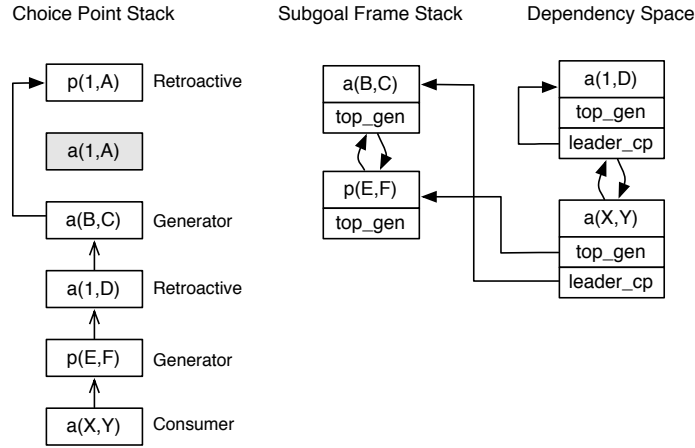 Choice Point Stack
p(1,A) Retroactive
a(1,A)
a(B,C) Generator
a(1,D) Retroactive
p(E,F) Generator
a(X,Y) Consumer
Subgoal Frame Stack
a(B,C)
top_gen
p(E,F)
top_gen
Dependency Space
a(1,D)
top_gen
leader_cp
a(X,Y)
top_gen
leader_cp